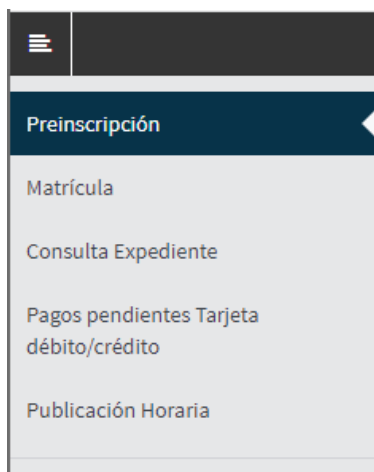 Preinscripción
Matrícula
Consulta Expediente
Pagos pendientes Tarjeta
débito/crédito
Publicación Horaria